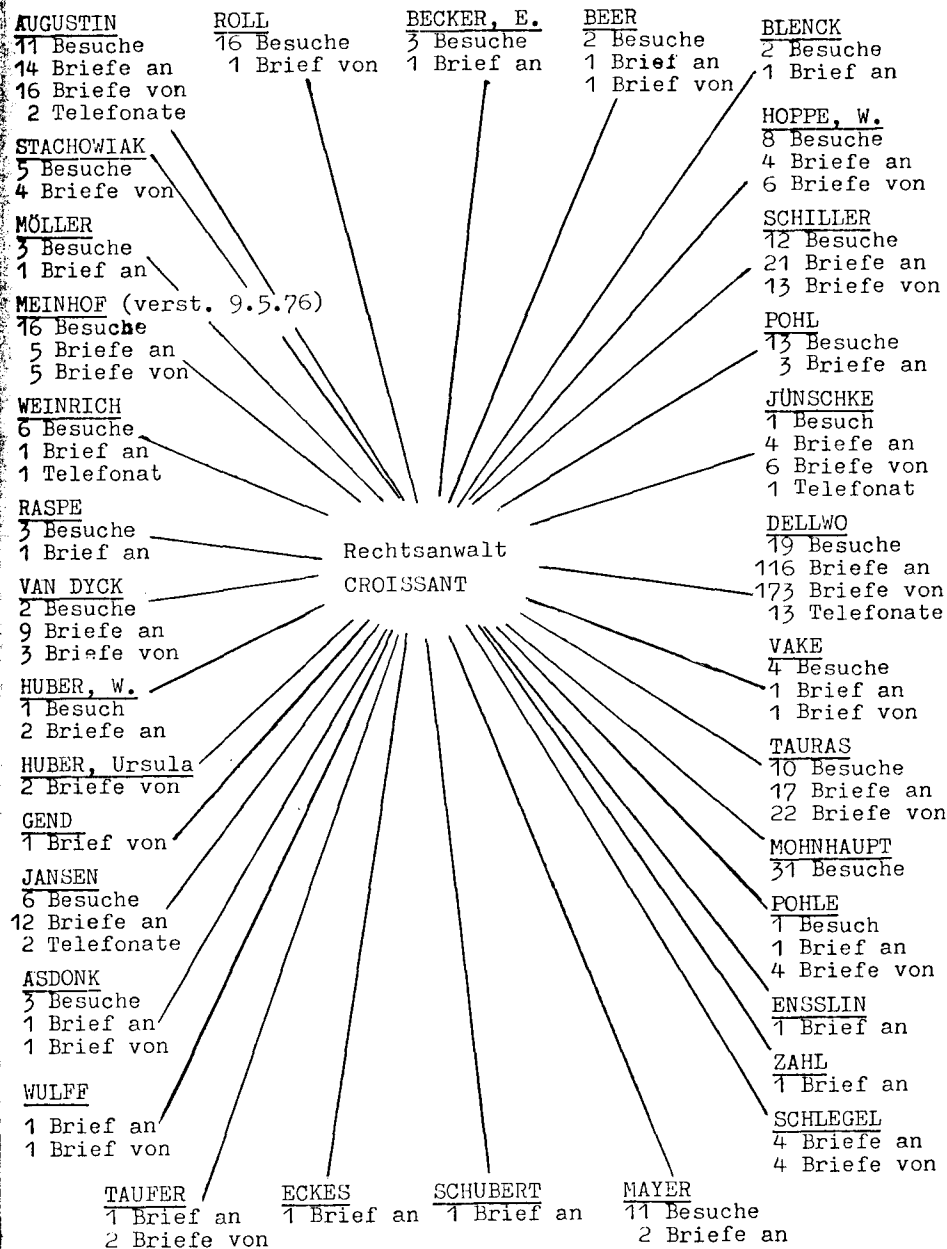 AUGUSTIN
11 Besuche
14 Briefe an
16 Briefe von
2 Telefonate
ROLL
16 Besuche
1 Brief von
BECKER, E.
3 Besuche
1 Brief an
BEER
2 Besuche
1 Brief an
1 Brief von
BLENCK
2 Besuche
1 Brief an
STACHOWIAK
5 Besuche
4 Briefe von
MÖLLER
3 Besuche
1 Brief an
MEINHOF (verst. 9.5.76)
16 Besuche
5 Briefe an
5 Briefe von
WEINRICH
6 Besuche
1 Brief an
1 Telefonat
RASPE
3 Besuche
1 Brief an
VAN DYCK
2 Besuche
9 Briefe an
3 Briefe von
HUBER, W.
1 Besuch
2 Briefe an
HUBER, Ursula
2 Briefe von
GEND
1 Brief von
JANSEN
6 Besuche
12 Briefe an
2 Telefonate
ASDONK
3 Besuche
1 Brief an
1 Brief von
WULFF
1 Brief an
1 Brief von
Rechtsanwalt
CROISSANT
HOPPE, W.
8 Besuche
4 Briefe an
6 Briefe von
SCHILLER
12 Besuche
21 Briefe an
13 Briefe von
POHL
13 Besuche
3 Briefe an
JÜNSCHKE
1 Besuch
4 Briefe an
6 Briefe von
1 Telefonat
DELLWO
19 Besuche
116 Briefe an
173 Briefe von
13 Telefonate
VAKE
4 Besuche
1 Brief an
1 Brief von
TAURAS
10 Besuche
17 Briefe an
22 Briefe von
MOHNHAUPT
31 Besuche
POHLE
1 Besuch
1 Brief an
4 Briefe von
ENSSLIN
1 Brief an
ZAHL
1 Brief an
SCHLEGEL
4 Briefe an
4 Briefe von
TAUFER
1 Brief an
2 Briefe von
ECKES
1 Brief an
SCHUBERT
1 Brief an
MAYER
11 Besuche
2 Briefe an